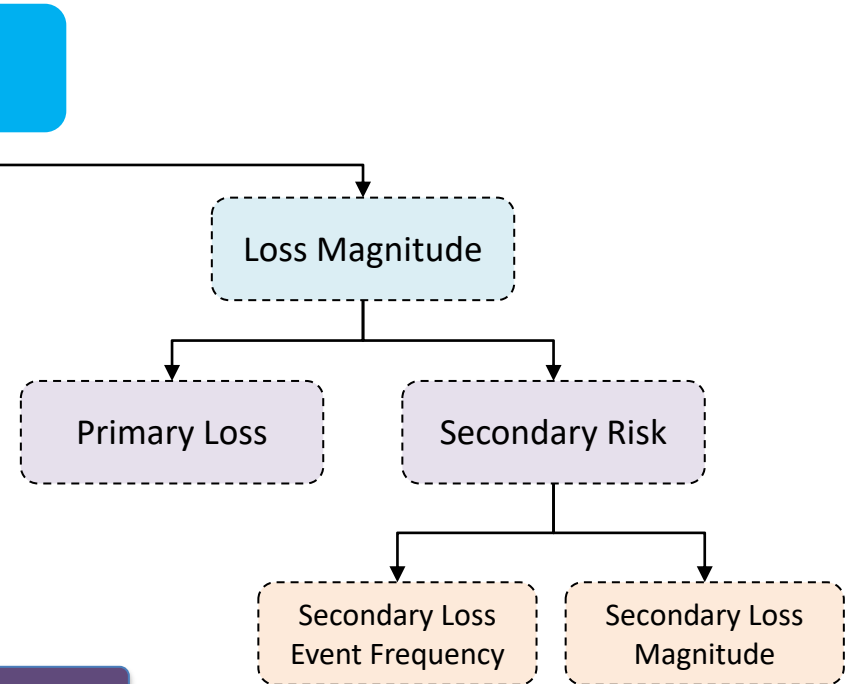 Loss Magnitude
Primary Loss
Secondary Risk
Secondary Loss
Event Frequency
Secondary Loss
Magnitude